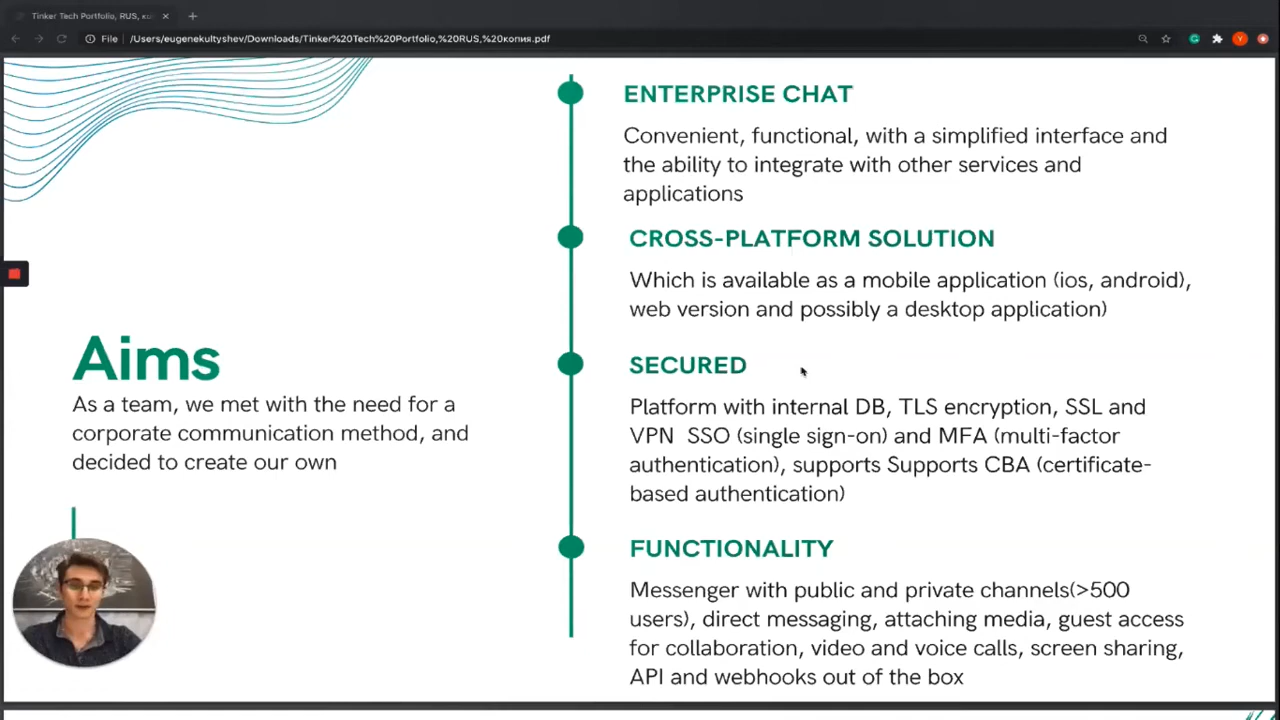 Tinker Tech Portfolio, RUS, ко
File
/Users/eugenekultyshev/Downloads/Tinker%20Tech%20Portfolio,%20RUS,%20копия.pdf
Y
Aims
As a team, we met with the need for a
corporate communication method, and
decided to create our own
ENTERPRISE CHAT
Convenient, functional, with a simplified interface and
the ability to integrate with other services and
applications
CROSS-PLATFORM SOLUTION
Which is available as a mobile application (ios, android),
web version and possibly a desktop application)
SECURED
Platform with internal DB, TLS encryption, SSL and
VPN  SSO (single sign-on) and MFA (multi-factor
authentication), supports Supports CBA (certificate-
based authentication)
FUNCTIONALITY
Messenger with public and private channels(>500
users), direct messaging, attaching media, guest access
for collaboration, video and voice calls, screen sharing,
API and webhooks out of the box